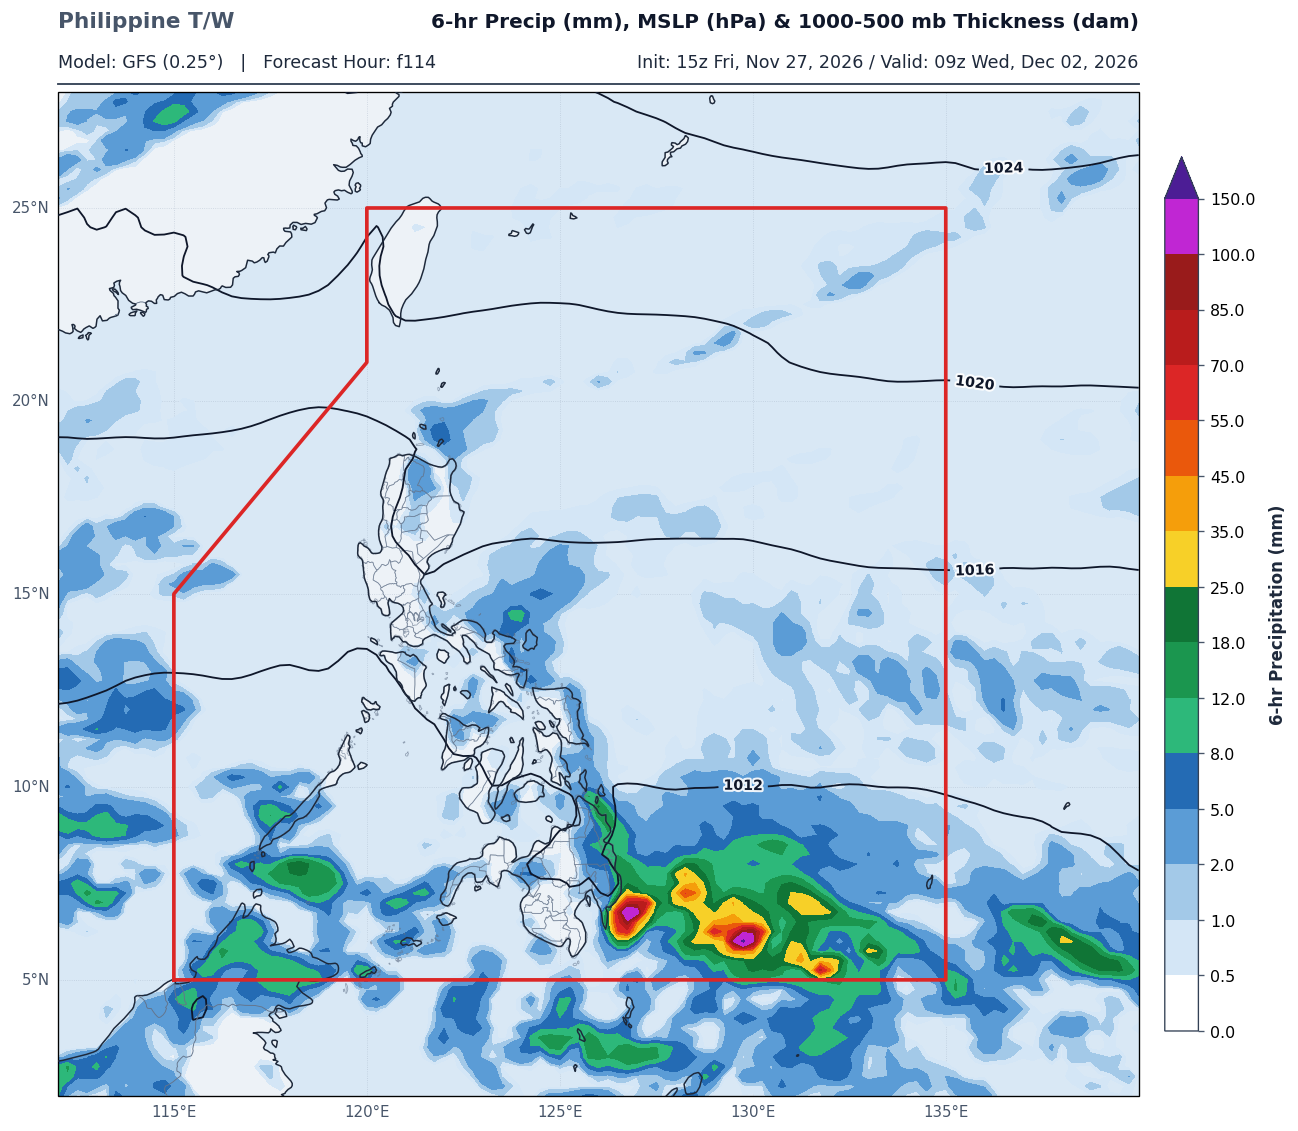 Philippine T/W
6-hr Precip (mm), MSLP (hPa) & 1000-500 mb Thickness (dam)
Model: GFS (0.25°) | Forecast Hour: f114
Init: 15z Fri, Nov 27, 2026 / Valid: 09z Wed, Dec 02, 2026
1024
150.0
25°N
100.0
85.0
70.0
1020
20°N
55.0
45.0
35.0
1016
15°N
25.0
18.0
12.0
10°N
1012
8.0
5.0
2.0
1.0
5°N
0.5
0.0
6-hr Precipitation (mm)
115°E
120°E
125°E
130°E
135°E